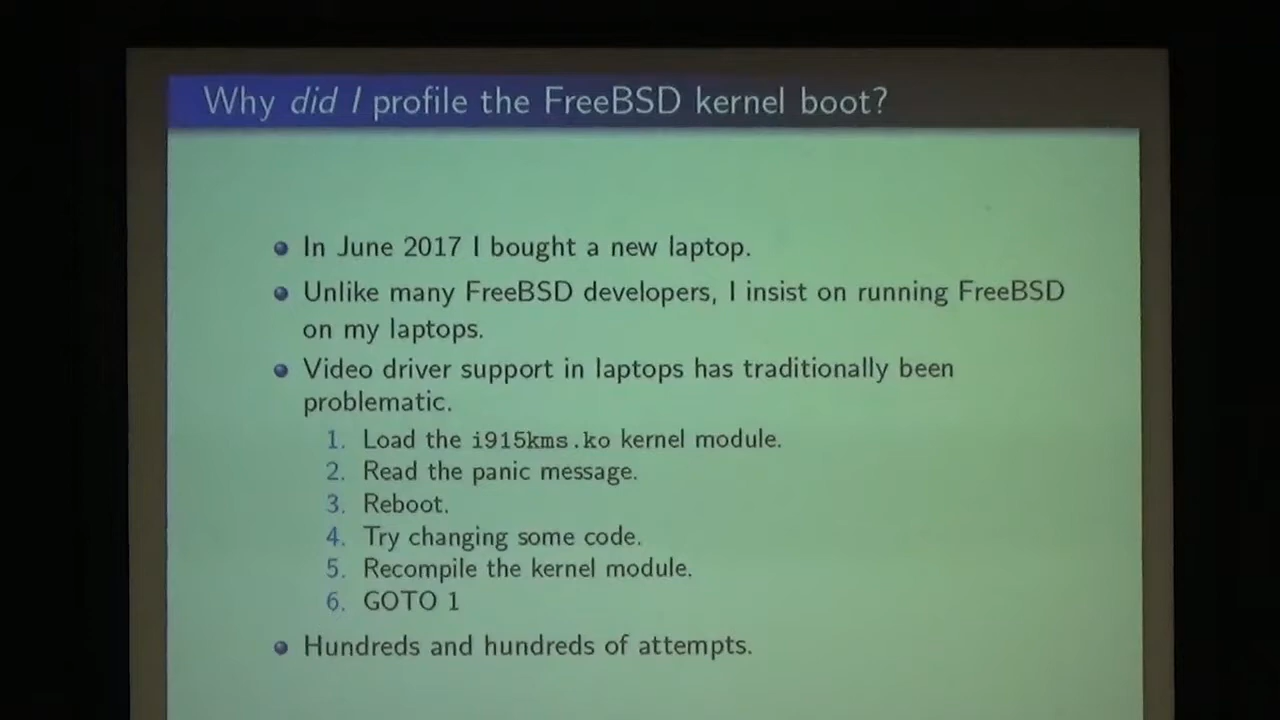 Why did I profile the FreeBSD kernel boot?
In June 2017 I bought a new laptop.
Unlike many FreeBSD developers, I insist on running FreeBSD
on my laptops.
Video driver support in laptops has traditionally been
problematic.
1. Load the i915kms.ko kernel module.
2. Read the panic message.
3. Reboot.
4. Try changing some code.
5. Recompile the kernel module.
6. GOTO 1
Hundreds and hundreds of attempts.